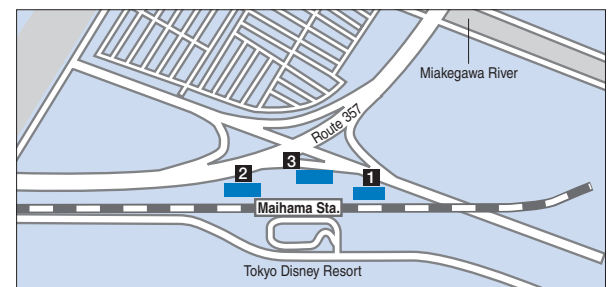 Miakegawa River
Route 357
3
2
1
Maihama Sta.
Tokyo Disney Resort